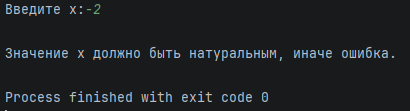 Введите x:-2
Значение x должно быть натуральным, иначе ошибка.
Process finished with exit code 0